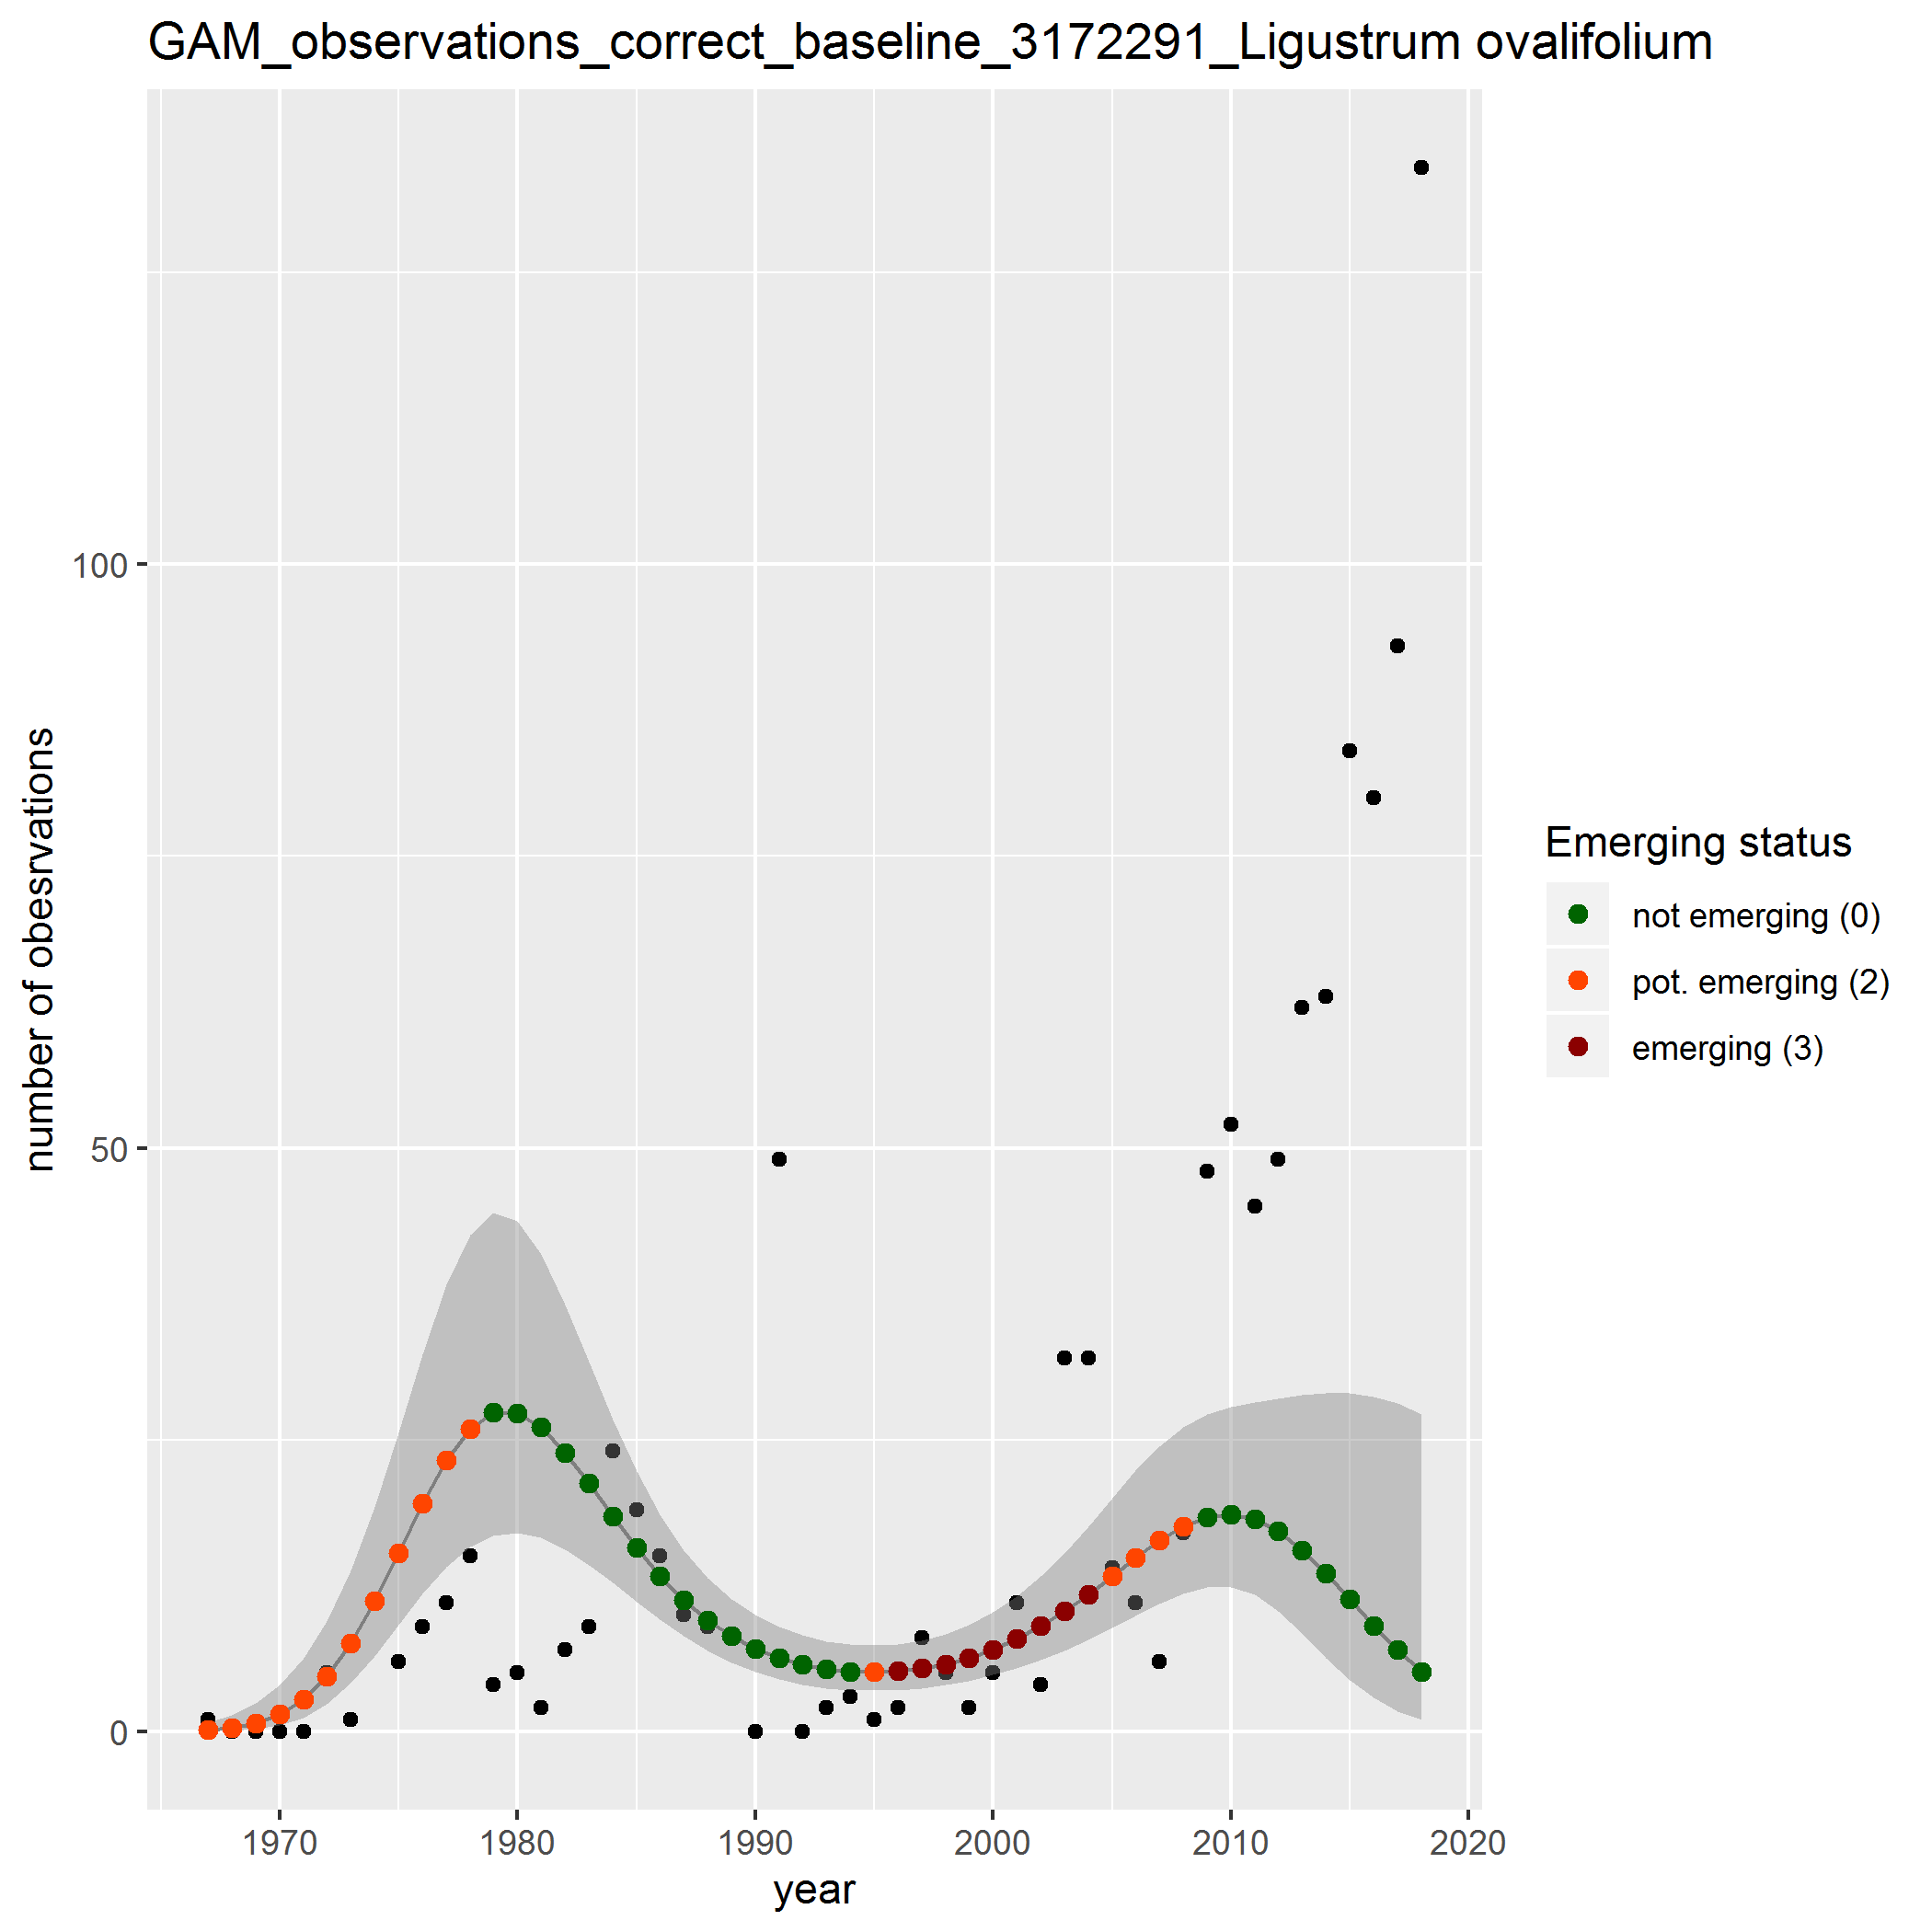 GAM_observations_correct_baseline_3172291_Ligustrum ovalifolium
number of obesrvations
100
50
0
1970
1980
1990
2000
2010
2020
year
Emerging status
not emerging (0)
pot. emerging (2)
emerging (3)